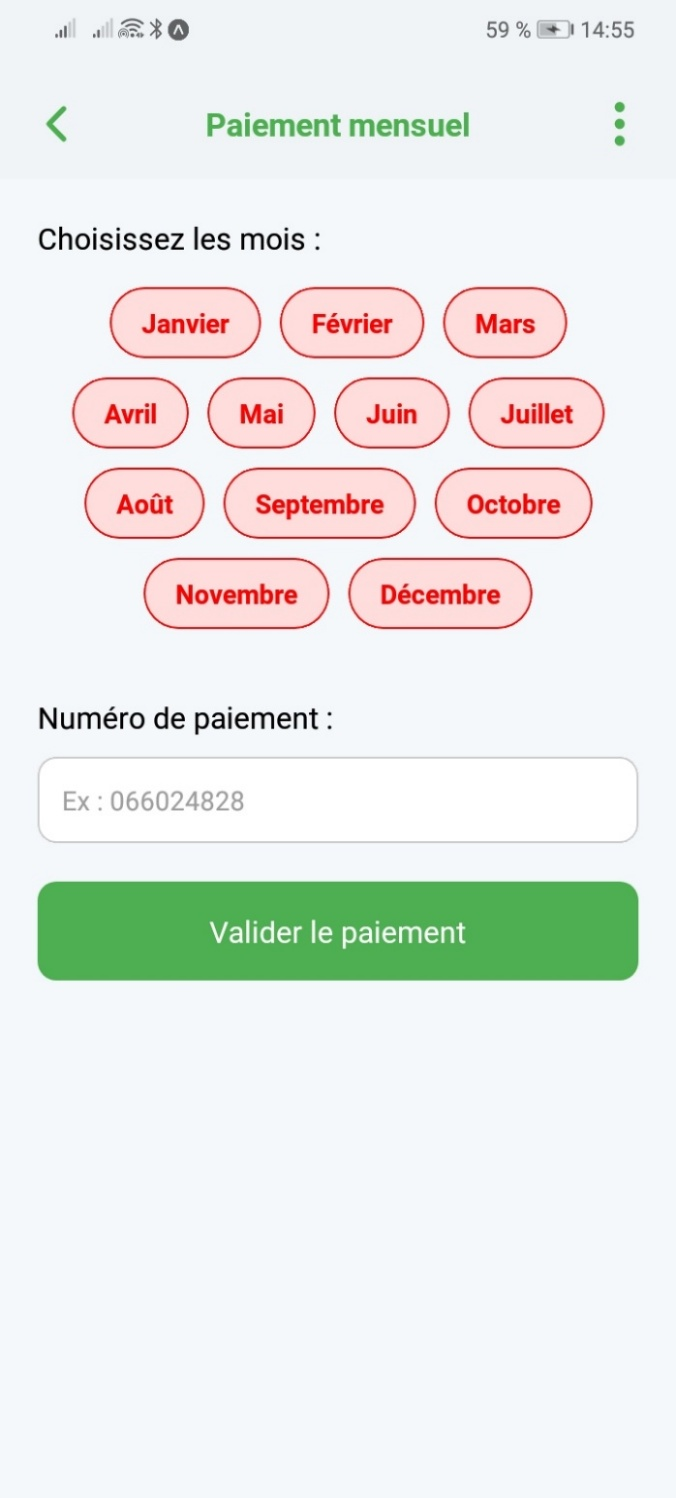 59 % 14:55
Paiement mensuel
Choisissez les mois :
Janvier Février Mars
Avril Mai Juin Juillet
Août Septembre Octobre
Novembre Décembre
Numéro de paiement :
Ex : 066024828
Valider le paiement